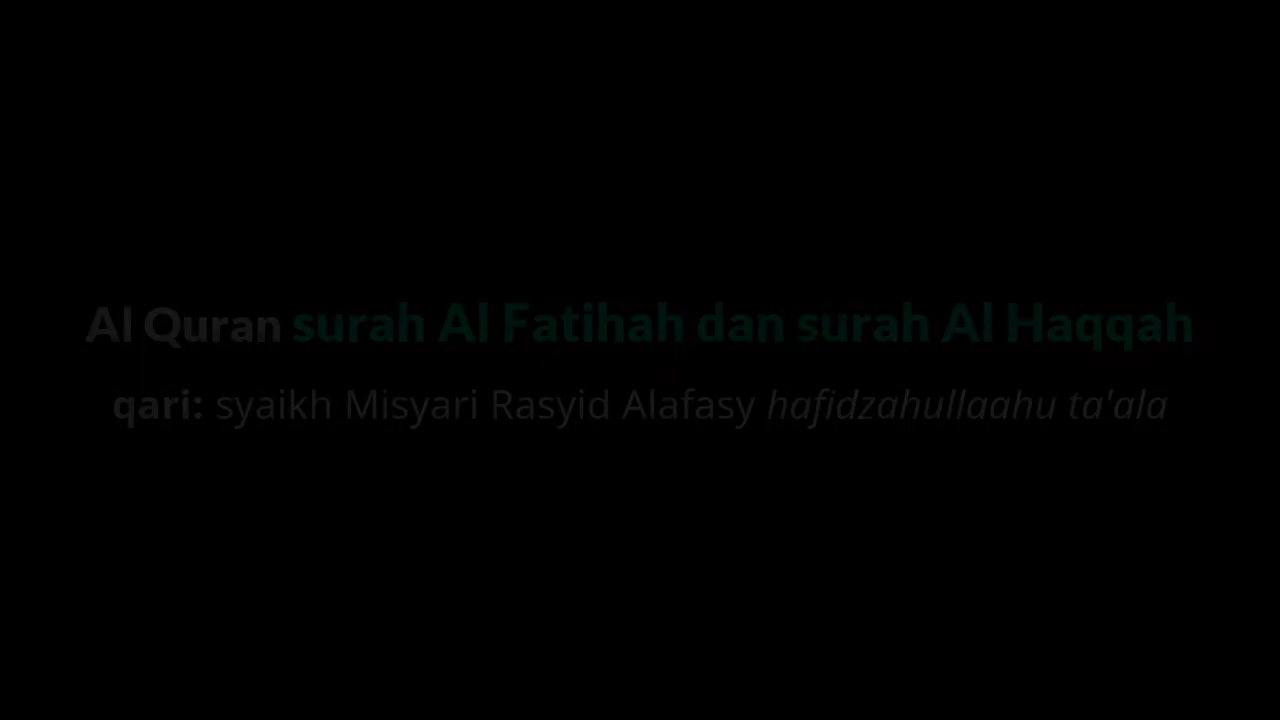 Al Quran surah Al Fatihah dan surah Al Haqqah
qari: syaikh Misyari Rasyid Alafasy hafidzahullaahu ta'ala